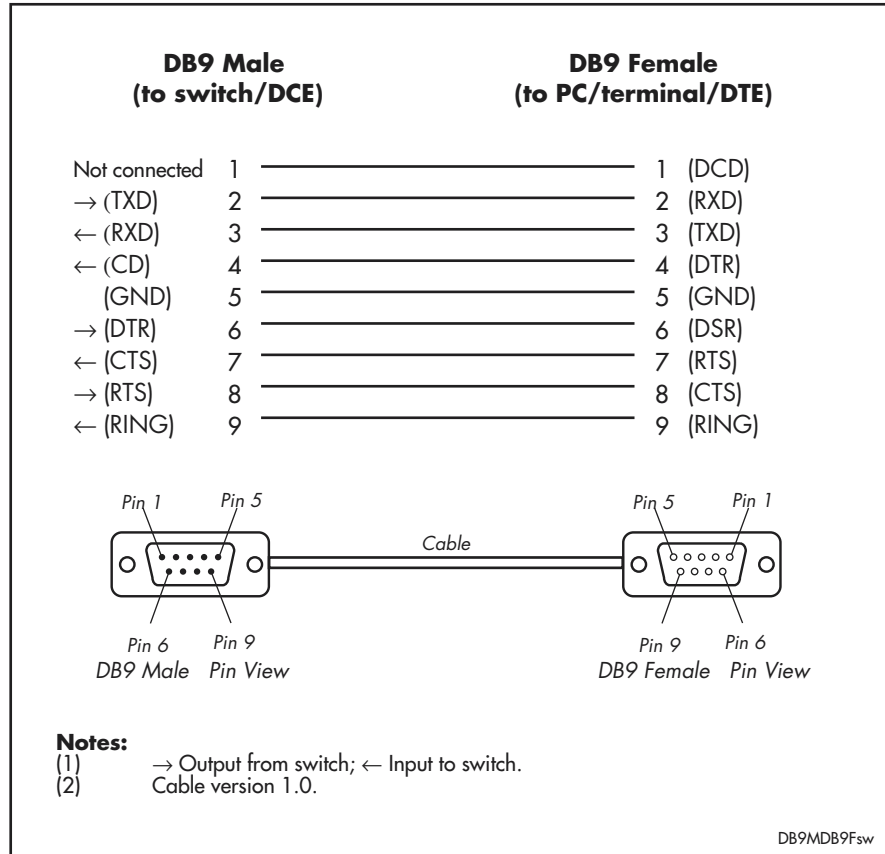 DB9 Male
(to switch/DCE)
DB9 Female
(to PC/terminal/DTE)
Not connected 1 1 (DCD)
→ (TXD) 2 2 (RXD)
← (RXD) 3 3 (TXD)
← (CD) 4 4 (DTR)
(GND) 5 5 (GND)
→ (DTR) 6 6 (DSR)
← (CTS) 7 7 (RTS)
→ (RTS) 8 8 (CTS)
← (RING) 9 9 (RING)
Pin 1 Pin 5 Pin 5 Pin 1
Cable
Pin 6 Pin 9 Pin 9 Pin 6
DB9 Male Pin View DB9 Female Pin View
Notes:
(1) → Output from switch; ← Input to switch.
(2) Cable version 1.0.
DB9MDB9Fsw